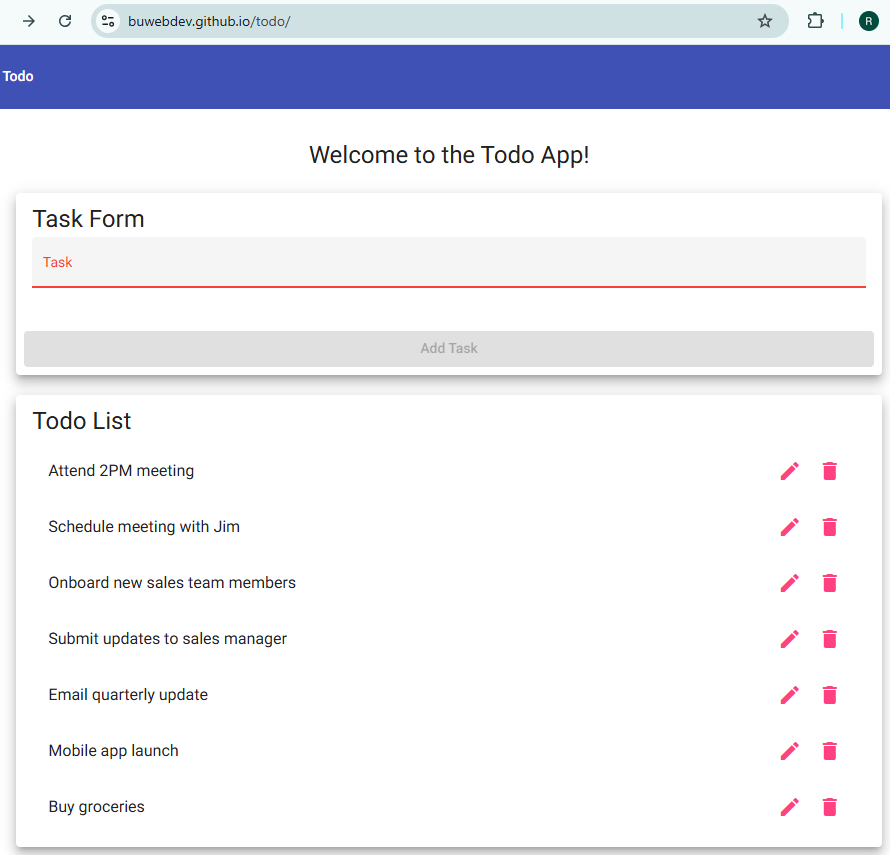 buwebdev.github.io/todo/
R
Todo
Welcome to the Todo App!
Task Form
Task
Add Task
Todo List
Attend 2PM meeting
Schedule meeting with Jim
Onboard new sales team members
Submit updates to sales manager
Email quarterly update
Mobile app launch
Buy groceries